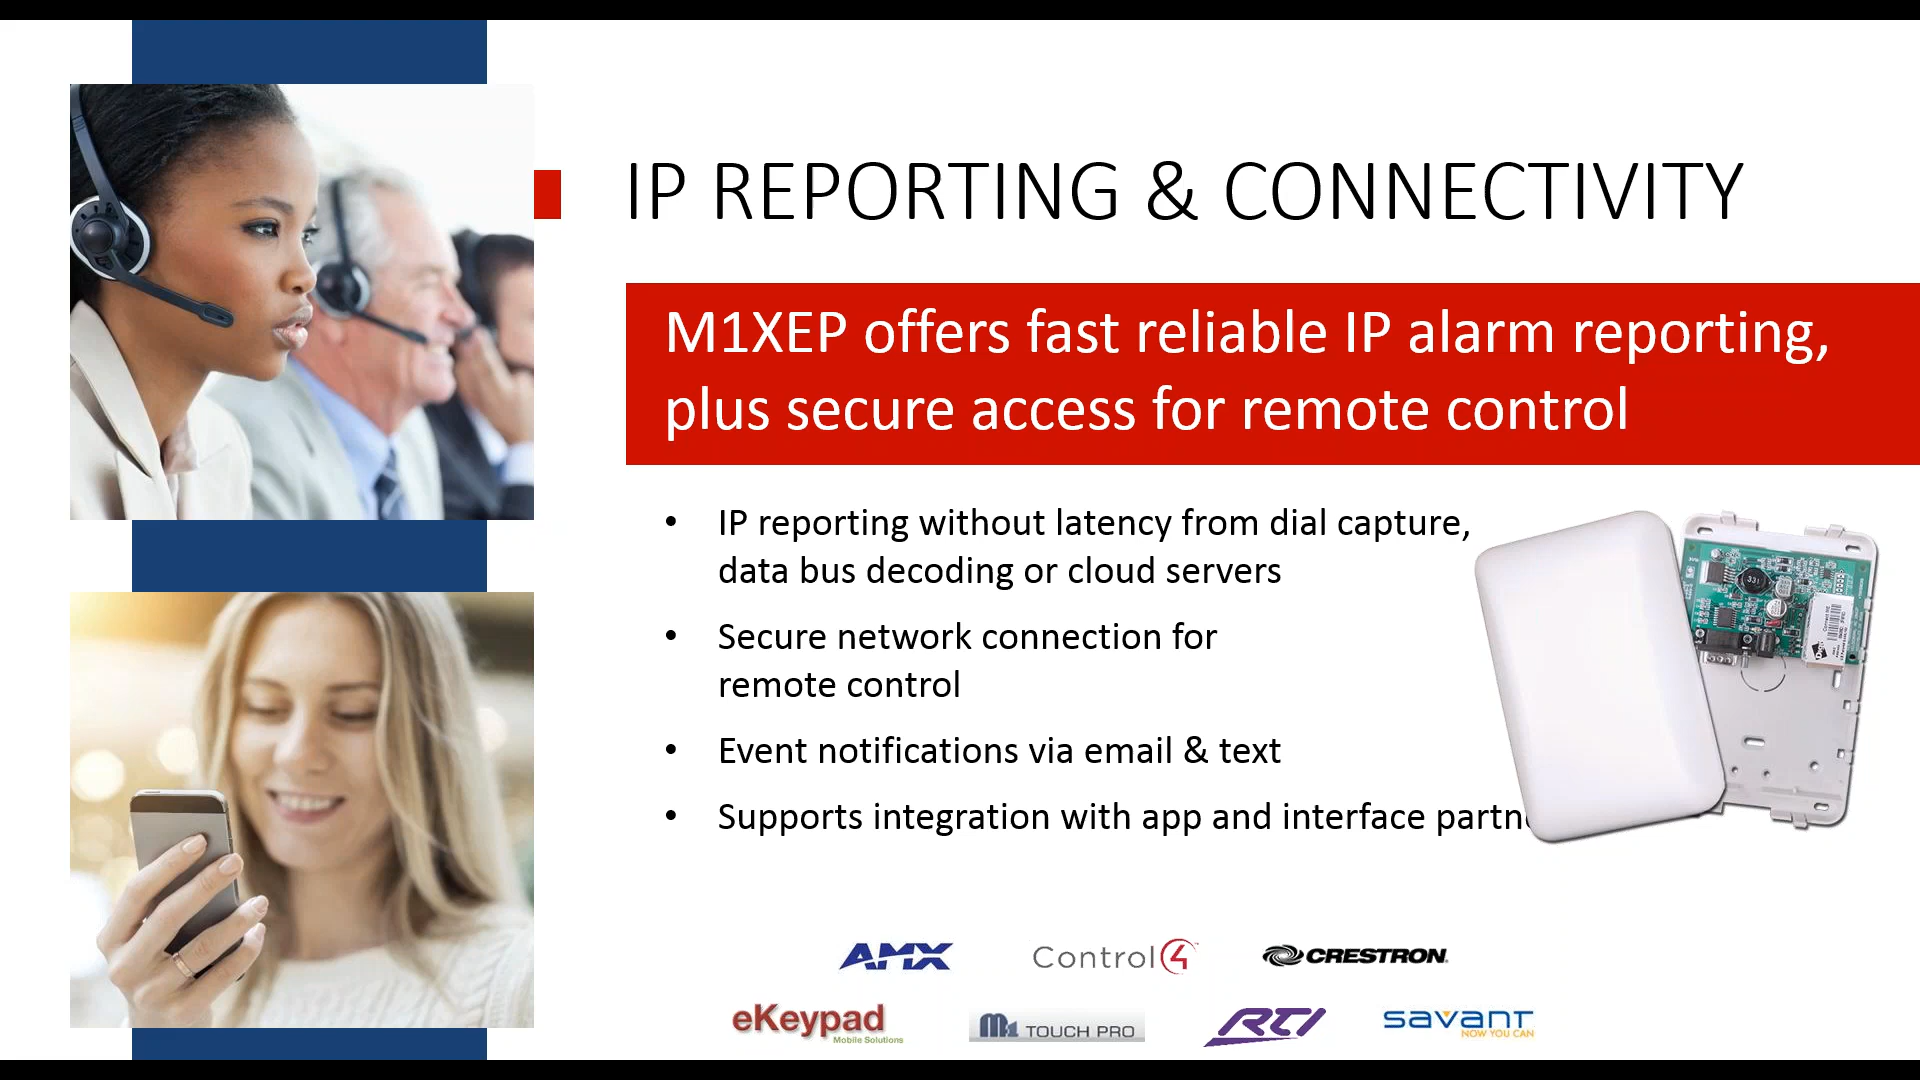 IP REPORTING & CONNECTIVITY
M1XEP offers fast reliable IP alarm reporting,
plus secure access for remote control
• IP reporting without latency from dial capture,
data bus decoding or cloud servers
• Secure network connection for
remote control
• Event notifications via email & text
• Supports integration with app and interface
AMX
Control4
CRESTRON
eKeypad
Mobile Solutions
M1 TOUCH PRO
RTI
savant
NOW YOU CAN